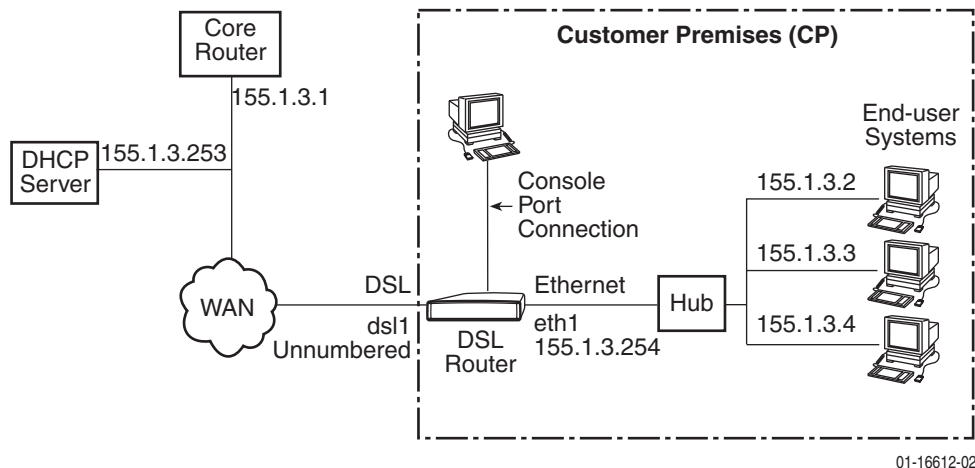 Core
Router
155.1.3.1
DHCP
Server
155.1.3.253
WAN
Customer Premises (CP)
Console
Port
Connection
DSL
dsl1
Unnumbered
DSL
Router
Ethernet
eth1
155.1.3.254
Hub
End-user
Systems
155.1.3.2
155.1.3.3
155.1.3.4
01-16612-02